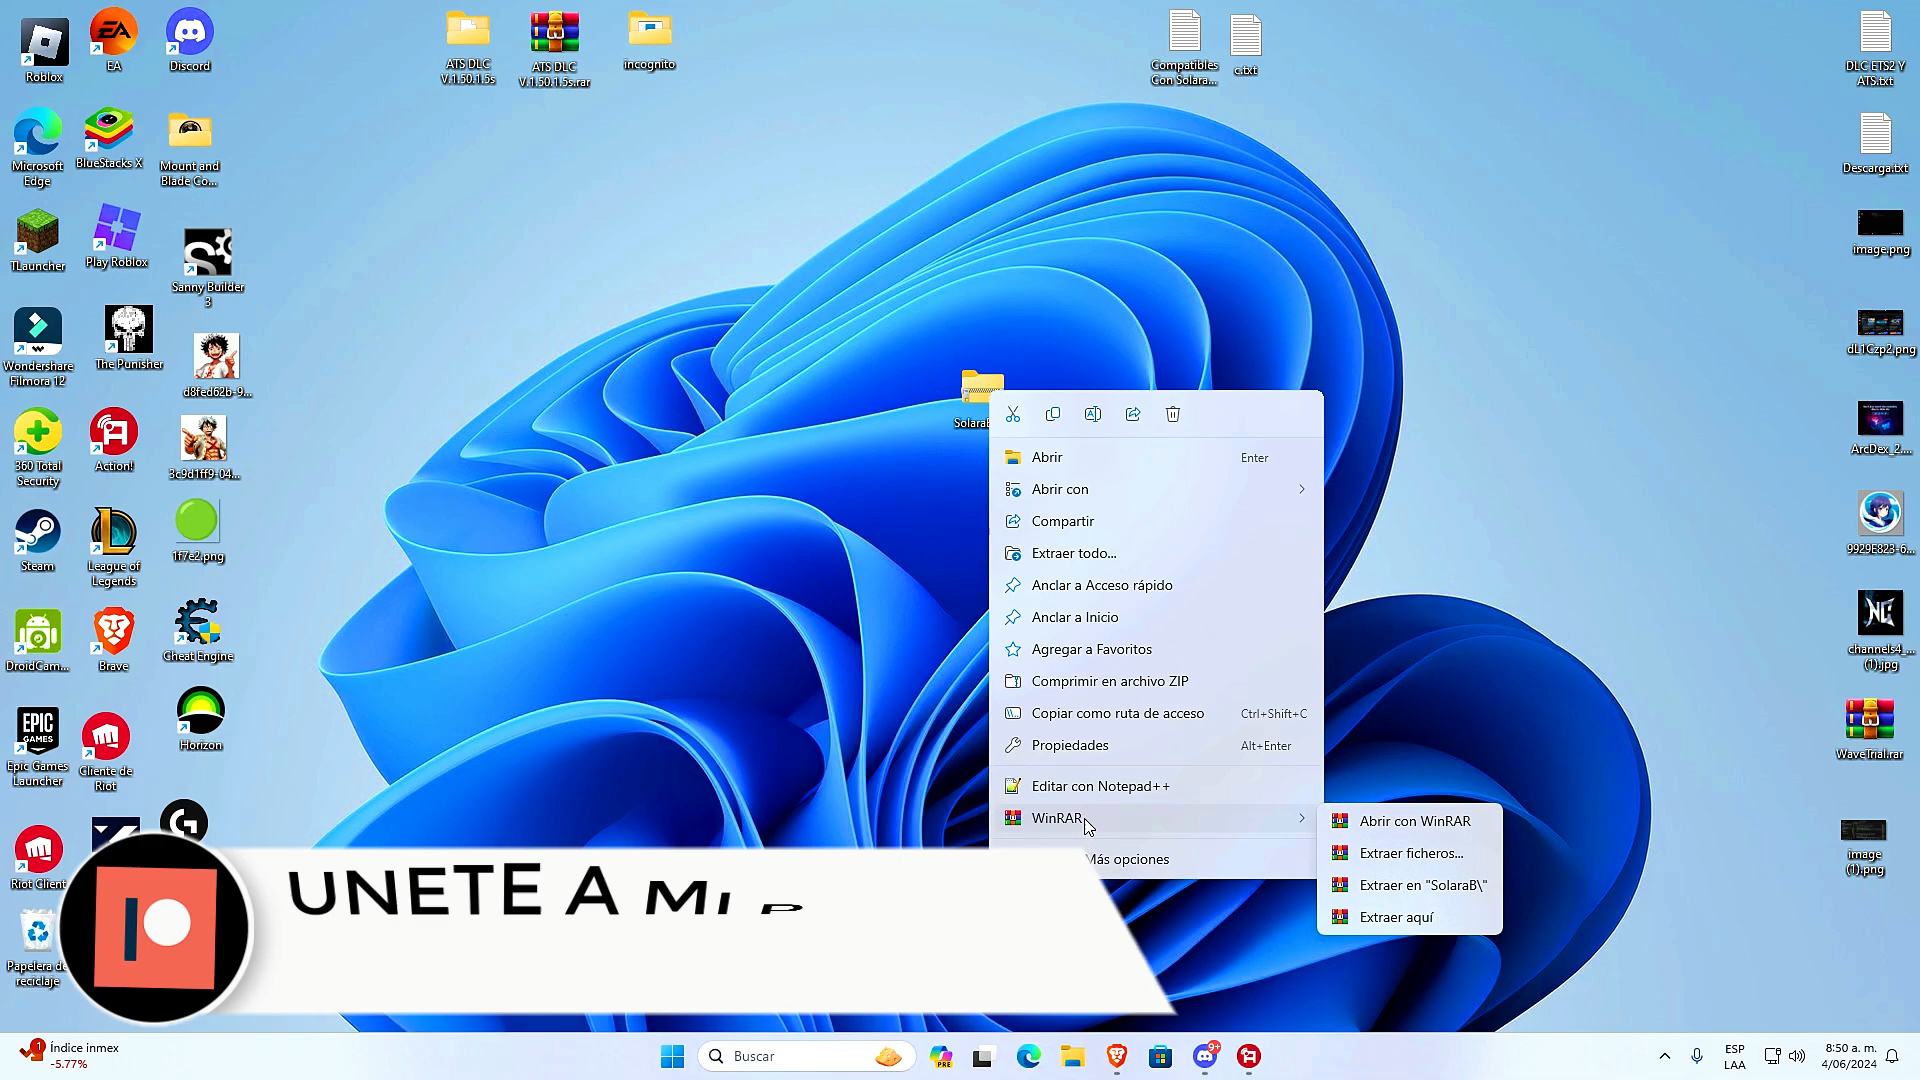 Roblox
EA
Discord
ATS DLC
V.1.50.1.5s
ATS DLC
V.1.50.1.5s.rar
incognito
Compatibles
Con Solara...
c.txt
DLC ETS2 Y
ATS.txt
Microsoft
Edge
BlueStacks X
Mount and
Blade Co...
Descarga.txt
TLauncher
Play Roblox
Sanny Builder
3
image.png
Wondershare
Filmora 12
The Punisher
d8fed62b-9...
dL1Czp2.png
360 Total
Security
Action!
3c9d1ff9-04...
ArcDex_2....
Steam
League of
Legends
1f7e2.png
9929E823-6...
DroidCam...
Brave
Cheat Engine
channels4_...
(1).jpg
EPIC
GAMES
Epic Games
Launcher
Cliente de
Riot
Horizon
WaveTrial.rar
Riot Client
image
(1).png
Papelera de
reciclaje
Abrir Enter
Abrir con
Compartir
Extraer todo...
Anclar a Acceso rápido
Anclar a Inicio
Agregar a Favoritos
Comprimir en archivo ZIP
Copiar como ruta de acceso Ctrl+Shift+C
Propiedades Alt+Enter
Editar con Notepad++
WinRAR
Más opciones
Abrir con WinRAR
Extraer ficheros...
Extraer en "SolaraB\"
Extraer aquí
UNETE A MI P
1
Índice inmex
-5.77%
Buscar
PRE
9+
ESP
LAA
8:50 a. m.
4/06/2024